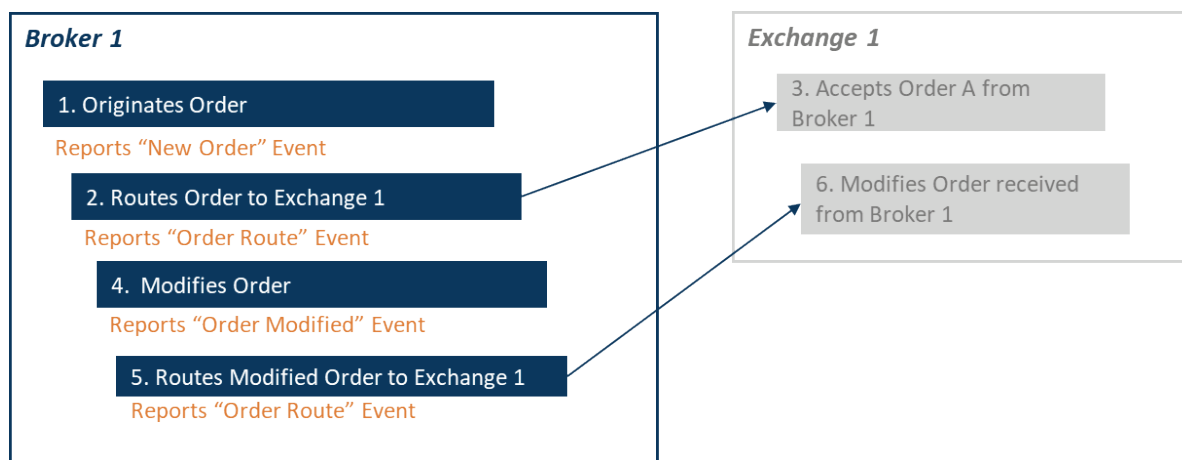 Broker 1
1. Originates Order
Reports “New Order” Event
2. Routes Order to Exchange 1
Reports “Order Route” Event
4. Modifies Order
Reports “Order Modified” Event
5. Routes Modified Order to Exchange 1
Reports “Order Route” Event
Exchange 1
3. Accepts Order A from
Broker 1
6. Modifies Order received
from Broker 1